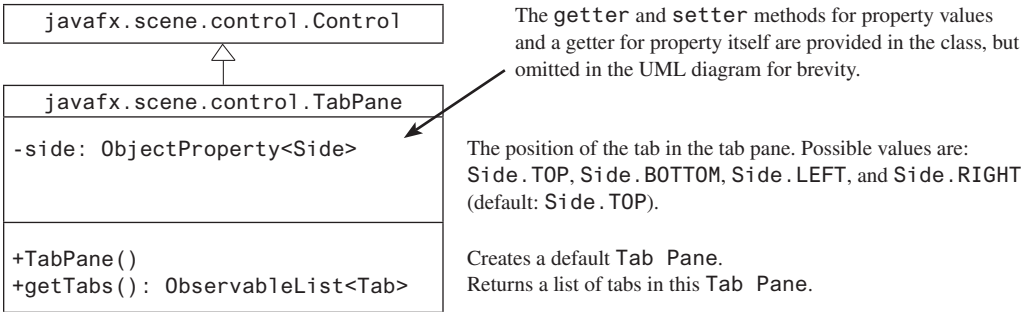 javafx.scene.control.Control
The getter and setter methods for property values
and a getter for property itself are provided in the class, but
omitted in the UML diagram for brevity.
javafx.scene.control.TabPane
-side: ObjectProperty<Side>
The position of the tab in the tab pane. Possible values are:
Side.TOP, Side.BOTTOM, Side.LEFT, and Side.RIGHT
(default: Side.TOP).
+TabPane()
+getTabs(): ObservableList<Tab>
Creates a default Tab Pane.
Returns a list of tabs in this Tab Pane.